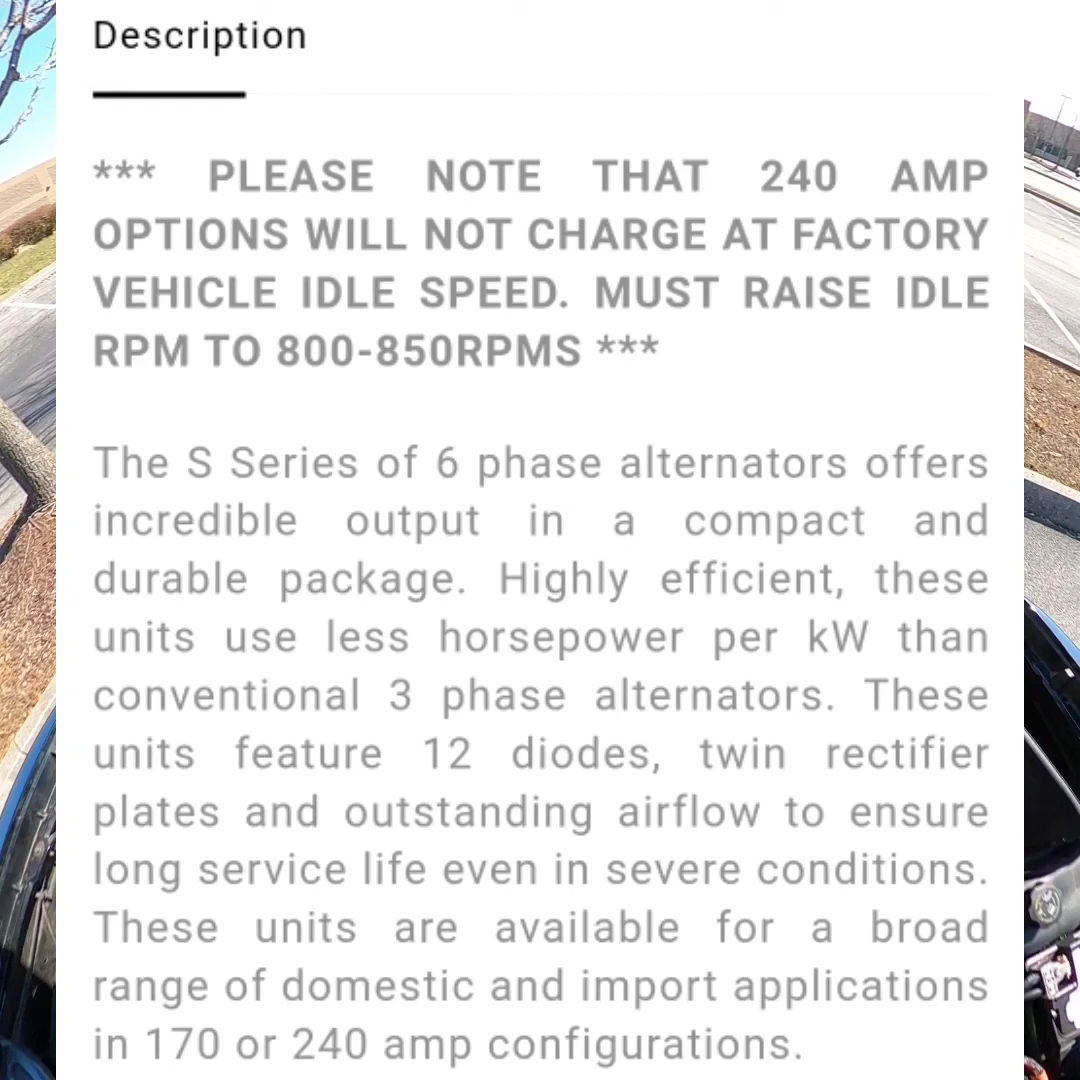 Description
*** PLEASE NOTE THAT 240 AMP
OPTIONS WILL NOT CHARGE AT FACTORY
VEHICLE IDLE SPEED. MUST RAISE IDLE
RPM TO 800-850RPMS ***
The S Series of 6 phase alternators offers
incredible output in a compact and
durable package. Highly efficient, these
units use less horsepower per kW than
conventional 3 phase alternators. These
units feature 12 diodes, twin rectifier
plates and outstanding airflow to ensure
long service life even in severe conditions.
These units are available for a broad
range of domestic and import applications
in 170 or 240 amp configurations.